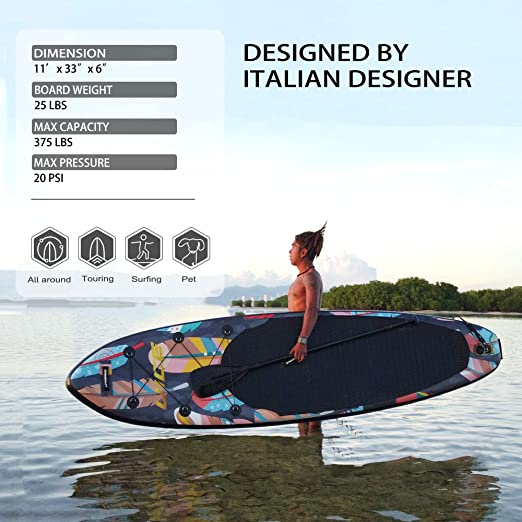 DESIGNED BY
ITALIAN DESIGNER
DIMENSION
11' x 33" x 6"
BOARD WEIGHT
25 LBS
MAX CAPACITY
375 LBS
MAX PRESSURE
20 PSI
All around Touring Surfing Pet